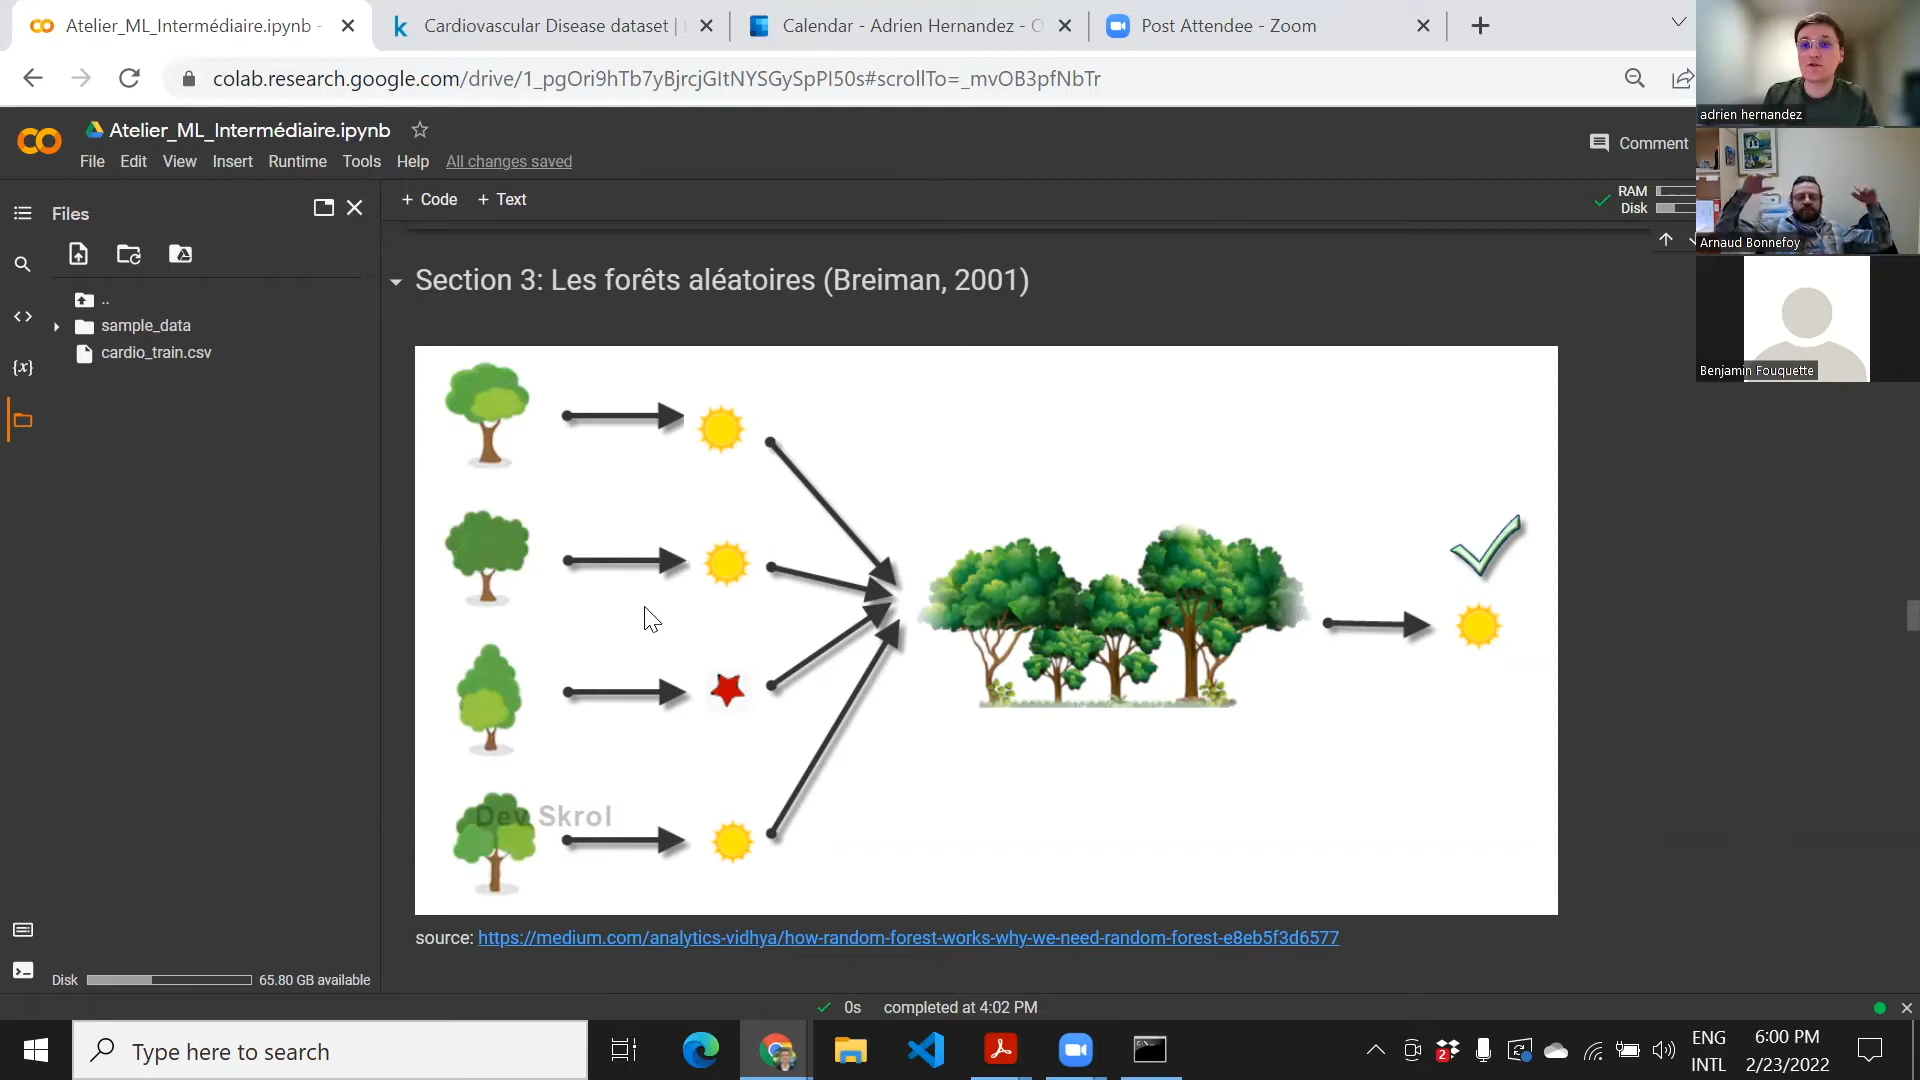 Atelier_ML_Intermédiaire.ipynb -
Cardiovascular Disease dataset |
Calendar - Adrien Hernandez - O
Post Attendee - Zoom
colab.research.google.com/drive/1_pgOri9hTb7yBjrcjGItNYSGySpPI50s#scrollTo=_mvOB3pfNbTr
adrien hernandez
Atelier_ML_Intermédiaire.ipynb
Comment
File Edit View Insert Runtime Tools Help All changes saved
+ Code + Text
RAM
Disk
Files
Arnaud Bonnefoy
Section 3: Les forêts aléatoires (Breiman, 2001)
..
sample_data
cardio_train.csv
{x}
Benjamin Fouquette
Dev Skrol
source: https://medium.com/analytics-vidhya/how-random-forest-works-why-we-need-random-forest-e8eb5f3d6577
Disk 65.80 GB available
0s completed at 4:02 PM
Type here to search
2
ENG
INTL
6:00 PM
2/23/2022